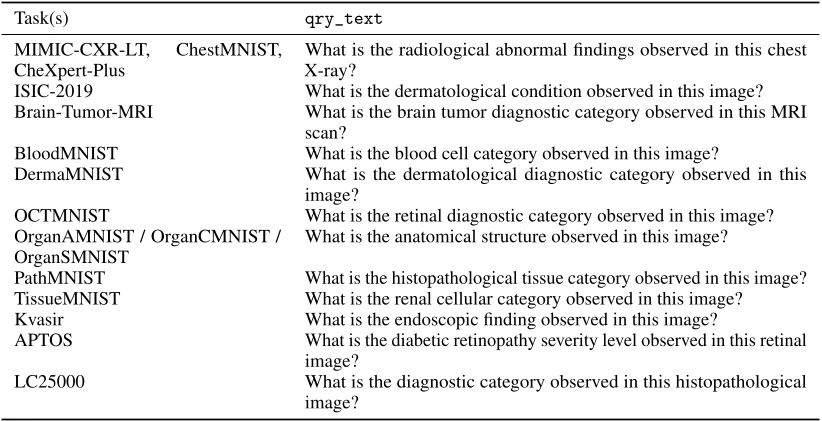 Task(s) qry_text
MIMIC-CXR-LT, ChestMNIST, What is the radiological abnormal findings observed in this chest
CheXpert-Plus X-ray?
ISIC-2019 What is the dermatological condition observed in this image?
Brain-Tumor-MRI What is the brain tumor diagnostic category observed in this MRI
scan?
BloodMNIST What is the blood cell category observed in this image?
DermaMNIST What is the dermatological diagnostic category observed in this
image?
OCTMNIST What is the retinal diagnostic category observed in this image?
OrganAMNIST / OrganCMNIST / What is the anatomical structure observed in this image?
OrganSMNIST
PathMNIST What is the histopathological tissue category observed in this image?
TissueMNIST What is the renal cellular category observed in this image?
Kvasir What is the endoscopic finding observed in this image?
APTOS What is the diabetic retinopathy severity level observed in this retinal
image?
LC25000 What is the diagnostic category observed in this histopathological
image?